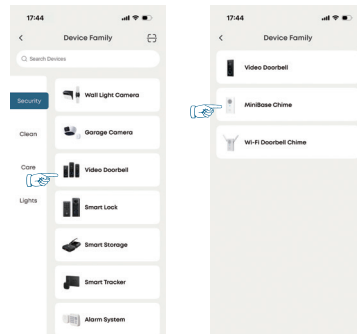 17:44
Device Family
Search Devices
Security
Clean
Care
Lights
Wall Light Camera
Garage Camera
Video Doorbell
Smart Lock
Smart Storage
Smart Tracker
Alarm System
17:44
Device Family
Video Doorbell
MiniBase Chime
Wi-Fi Doorbell Chime